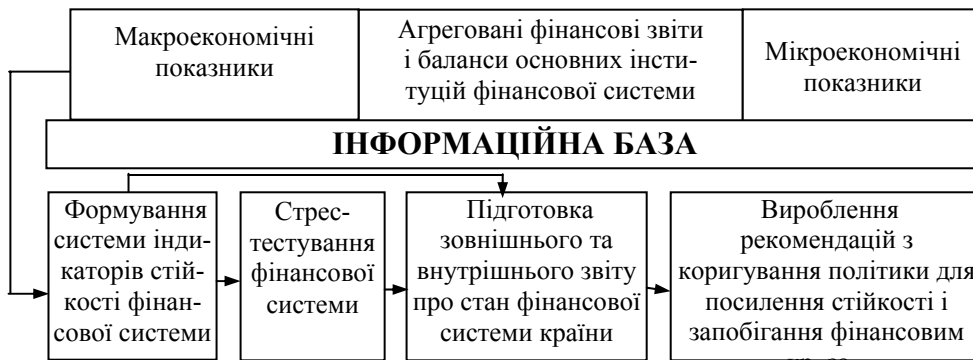 Макроекономічні
показники
Агреговані фінансові звіти
і баланси основних інсти-
туцій фінансової системи
Мікроекономічні
показники
ІНФОРМАЦІЙНА БАЗА
Формування
системи інди-
каторів стій-
кості фінан-
сової системи
Стрес-
тестування
фінансової
системи
Підготовка
зовнішнього та
внутрішнього звіту
про стан фінансової
системи країни
Вироблення
рекомендацій з
коригування політики для
посилення стійкості і
запобігання фінансовим